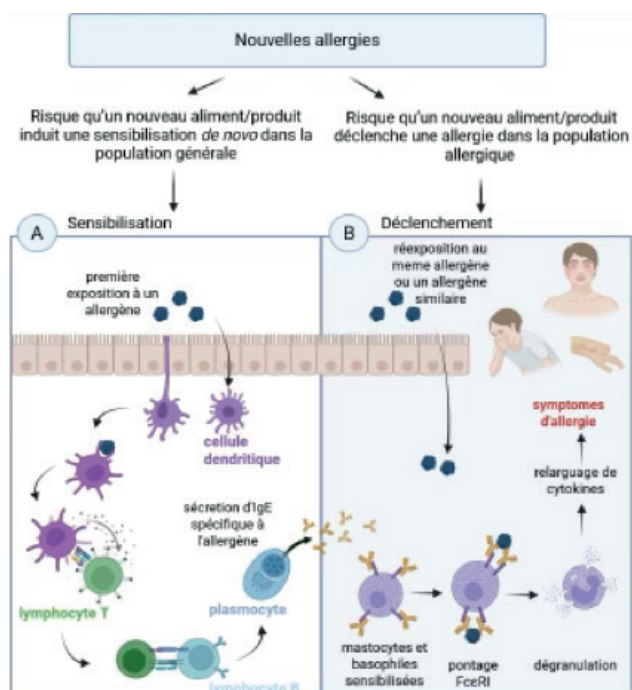 Nouvelles allergies
Risque qu'un nouveau aliment/produit
induit une sensibilisation de novo dans la
population générale
Risque qu'un nouveau aliment/produit
déclenche une allergie dans la population
allergique
A
Sensibilisation
première
exposition à un
allergène
cellule
dendritique
sécrétion d'IgE
spécifique à
l'allergène
lymphocyte T
plasmocyte
lymphocyte B
B
Déclenchement
réexposition au
meme allergène
ou un allergène
similaire
symptomes
d'allergie
relarguage de
cytokines
mastocytes et
basophiles
sensibilisées
pontage
FcεRI
dégranulation